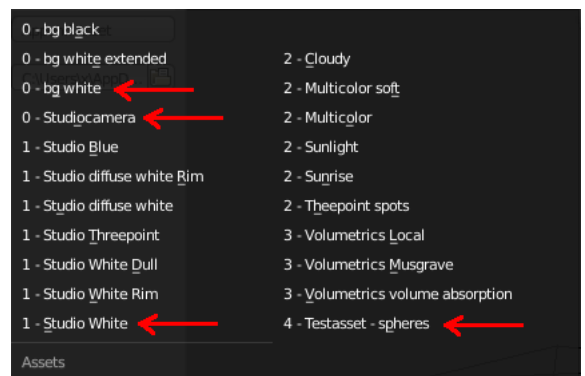 0 - bg black
0 - bg white extended
0 - bg white
0 - Studiocamera
1 - Studio Blue
1 - Studio diffuse white Rim
1 - Studio diffuse white
1 - Studio Threepoint
1 - Studio White Dull
1 - Studio White Rim
1 - Studio White
Assets
2 - Cloudy
2 - Multicolor soft
2 - Multicolor
2 - Sunlight
2 - Sunrise
2 - Theepoint spots
3 - Volumetrics Local
3 - Volumetrics Musgrave
3 - Volumetrics volume absorption
4 - Testasset - spheres